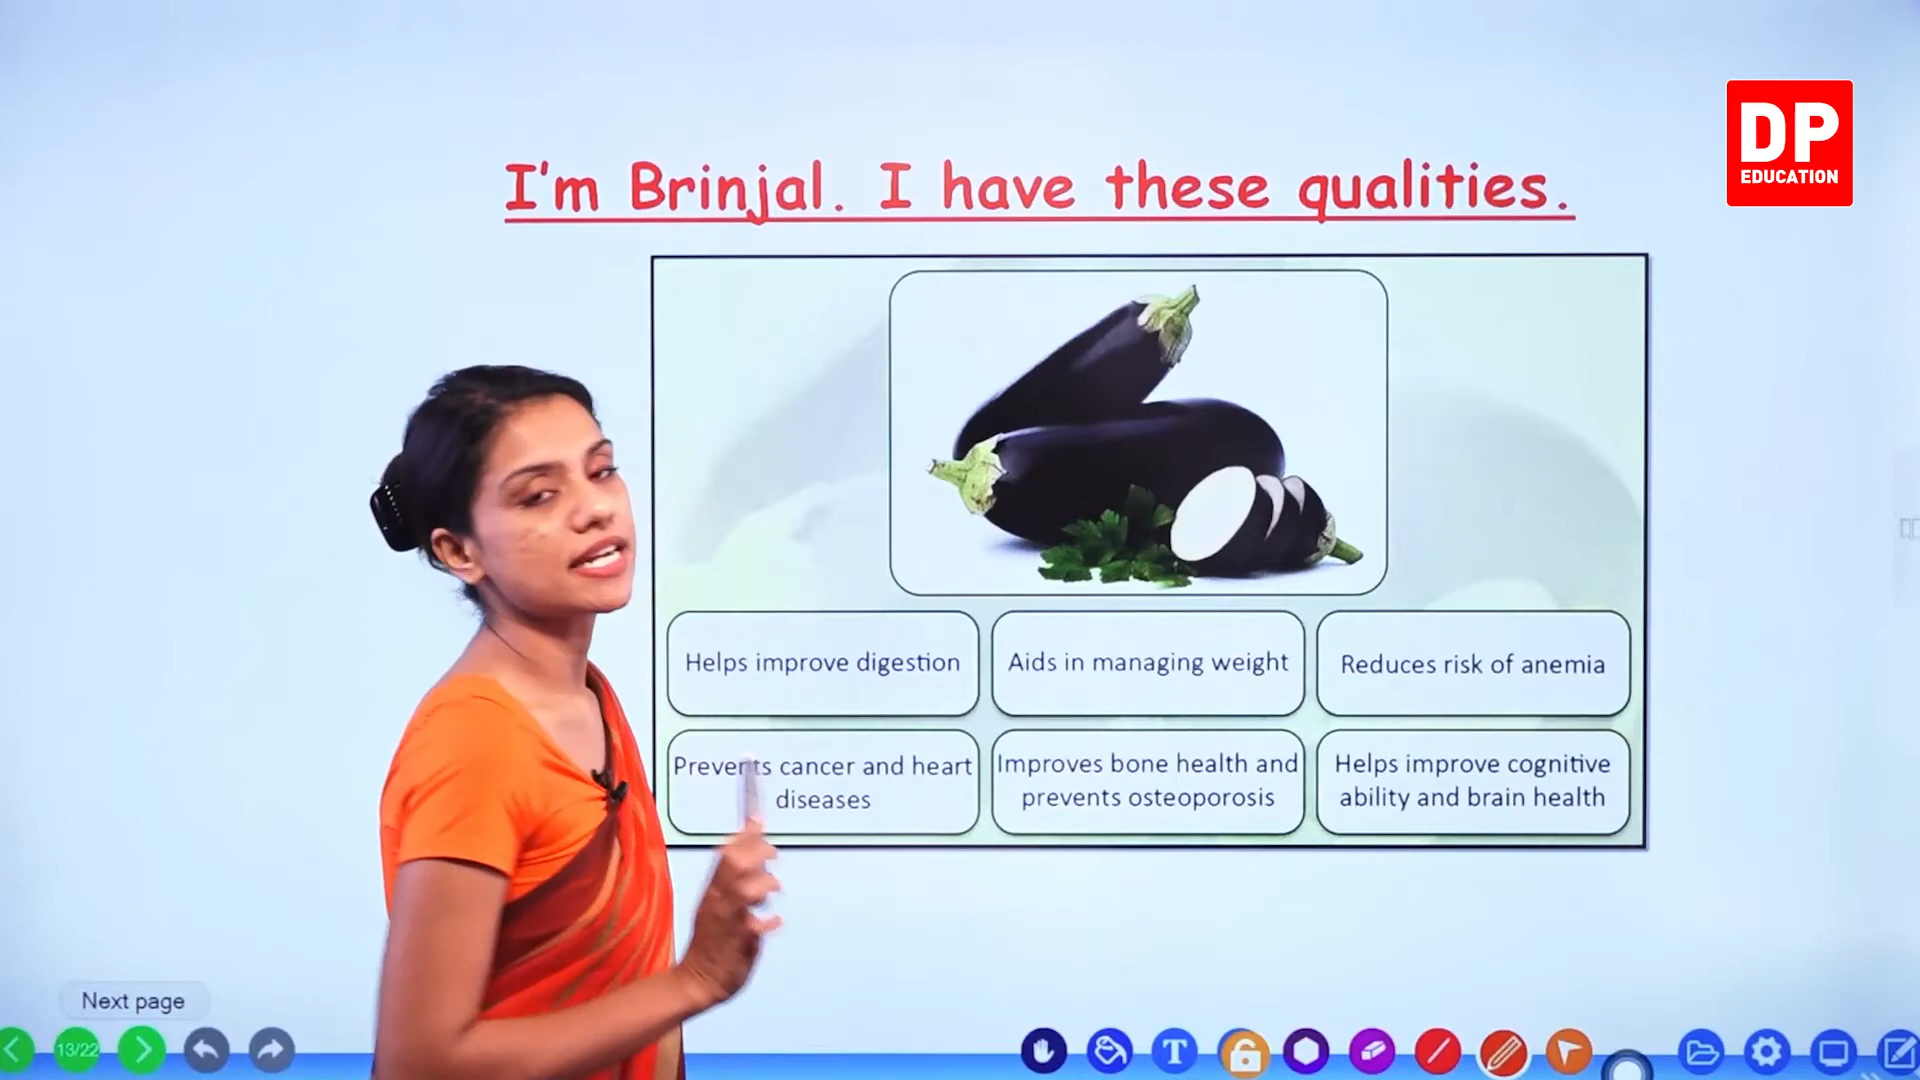 DP
EDUCATION
I'm Brinjal. I have these qualities.
Helps improve digestion
Aids in managing weight
Reduces risk of anemia
Prevents cancer and heart
diseases
Improves bone health and
prevents osteoporosis
Helps improve cognitive
ability and brain health
Next page
13/22
T